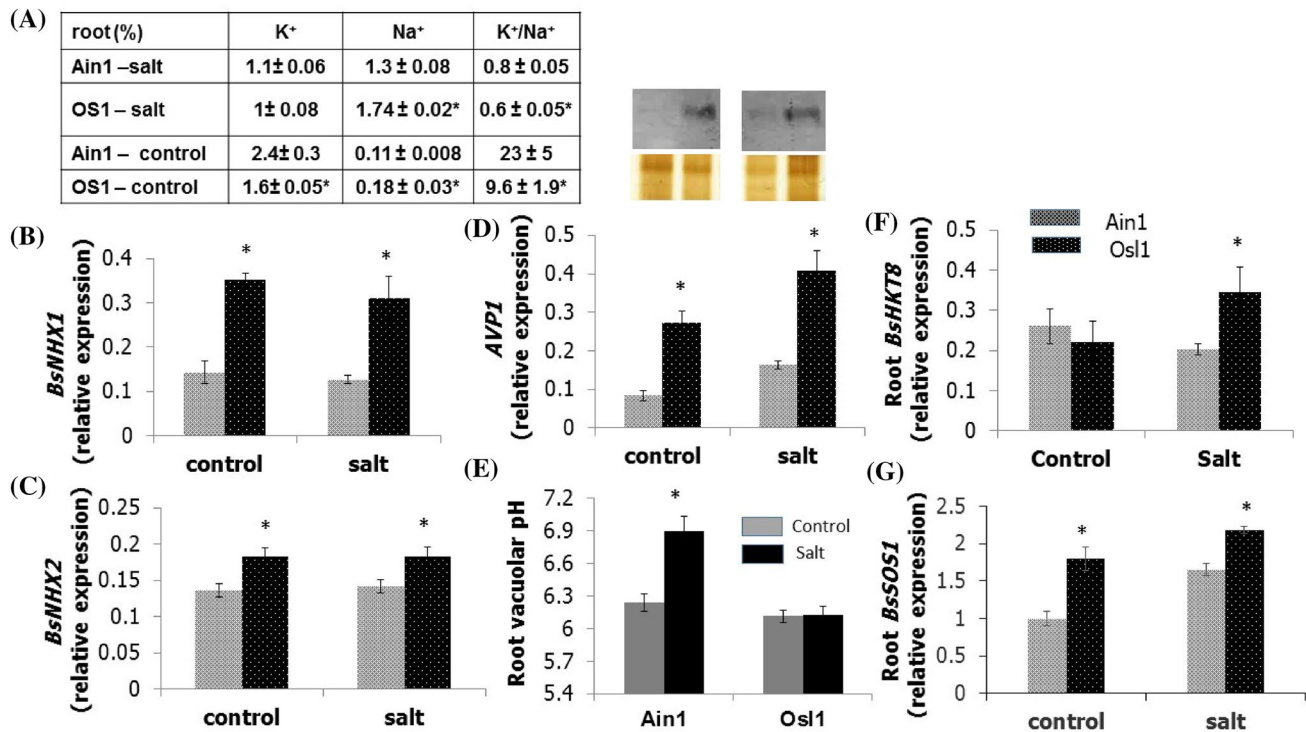 (A)
root (%) K⁺ Na⁺ K⁺/Na⁺
Ain1 –salt 1.1± 0.06 1.3 ± 0.08 0.8 ± 0.05
OS1 – salt 1± 0.08 1.74 ± 0.02* 0.6 ± 0.05*
Ain1 – control 2.4± 0.3 0.11 ± 0.008 23 ± 5
OS1 – control 1.6± 0.05* 0.18 ± 0.03* 9.6 ± 1.9*
(B)
BsNHX1
(relative expression)
0.4
0.3
0.2
0.1
0
*
*
control salt
(D)
AVP1
(relative expression)
0.5
0.4
0.3
0.2
0.1
0
*
*
control salt
(F)
Ain1
Osl1
Root BsHKT8
(relative expression)
0.5
0.4
0.3
0.2
0.1
0
*
Control Salt
(C)
BsNHX2
(relative expression)
0.25
0.2
0.15
0.1
0.05
0
*
*
control salt
(E)
Root vacuolar pH
7.2
6.9
6.6
6.3
6
5.7
5.4
*
Control
Salt
Ain1 Osl1
(G)
Root BsSOS1
(relative expression)
2.5
2
1.5
1
0.5
0
*
*
control salt